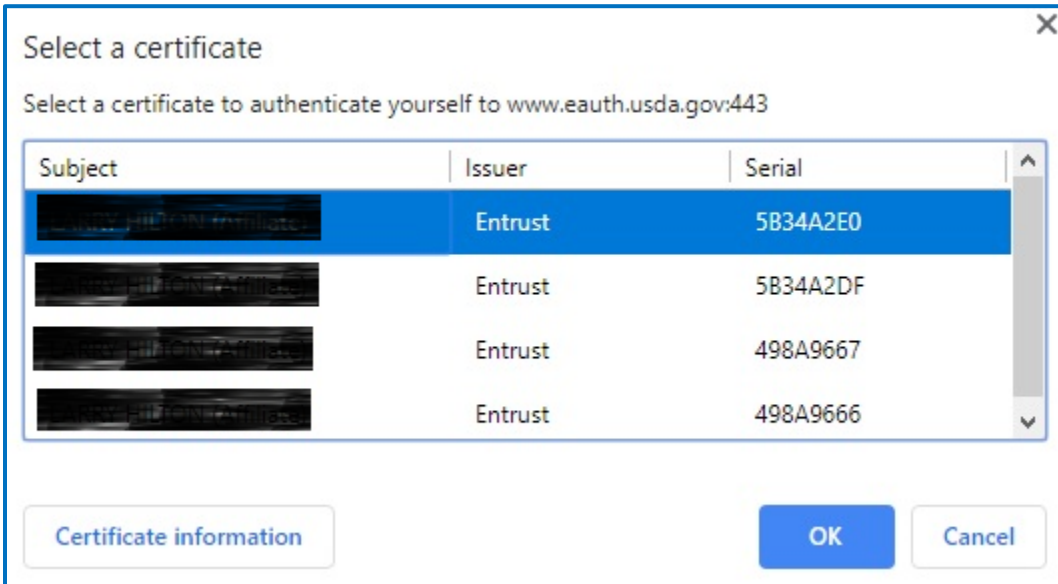 Select a certificate
Select a certificate to authenticate yourself to www.eauth.usda.gov:443
Subject Issuer Serial
Entrust 5B34A2E0
Entrust 5B34A2DF
Entrust 498A9667
Entrust 498A9666
Certificate information OK Cancel